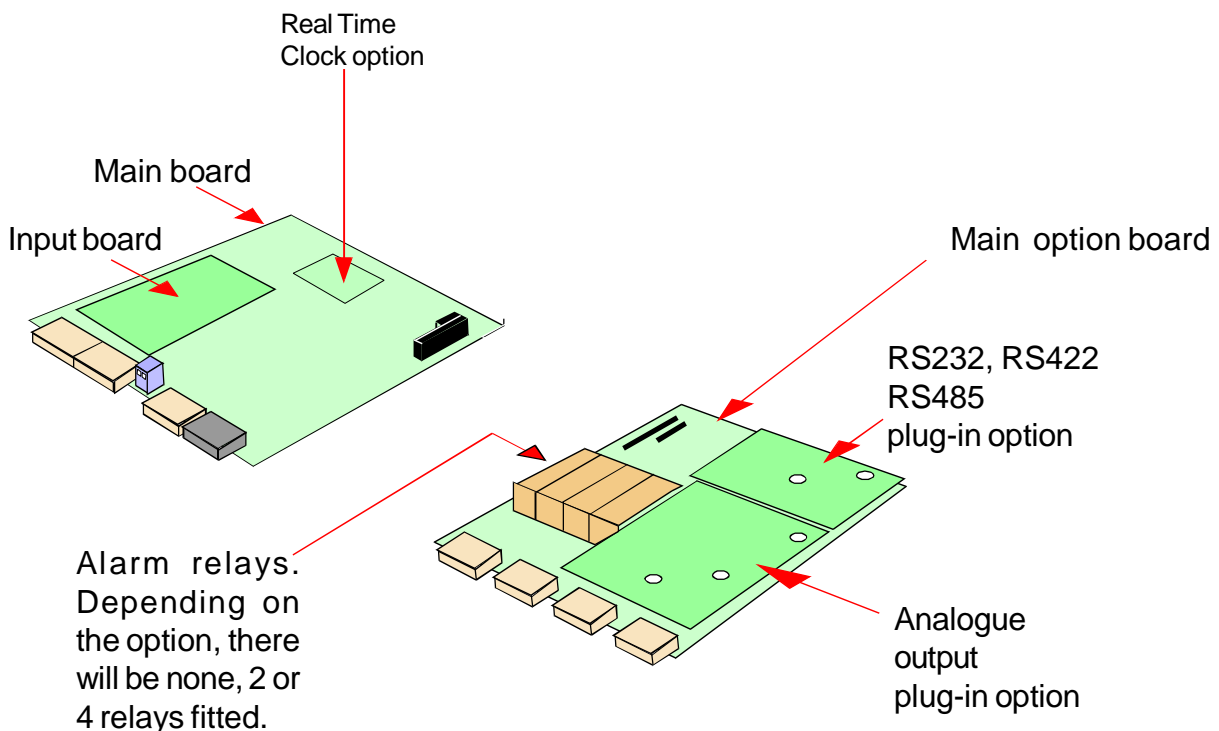 Real Time
Clock option
Main board
Input board
Main option board
RS232, RS422
RS485
plug-in option
Alarm relays.
Depending on
the option, there
will be none, 2 or
4 relays fitted.
Analogue
output
plug-in option